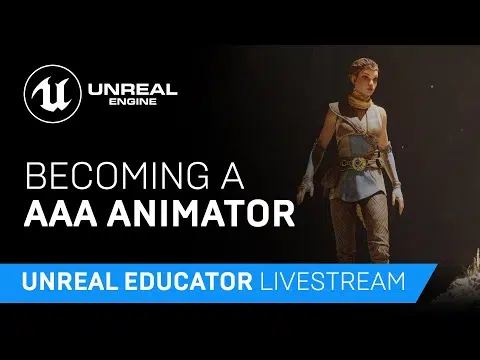 UNREAL
ENGINE
BECOMING A
AAA ANIMATOR
UNREAL EDUCATOR LIVESTREAM